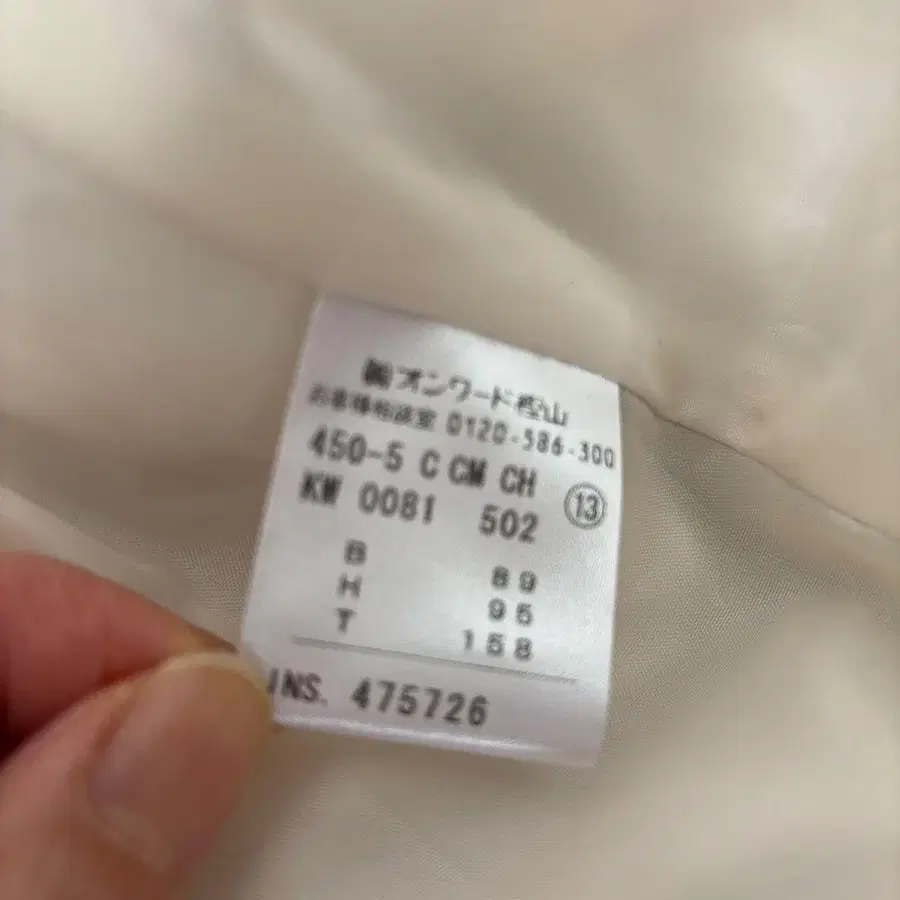 ㈱オンワード樫山
お客様相談室 0120-586-300
450-5 C CM CH
KW 0081 502 ⑬
B 89
H 95
T 158
JNS. 475726